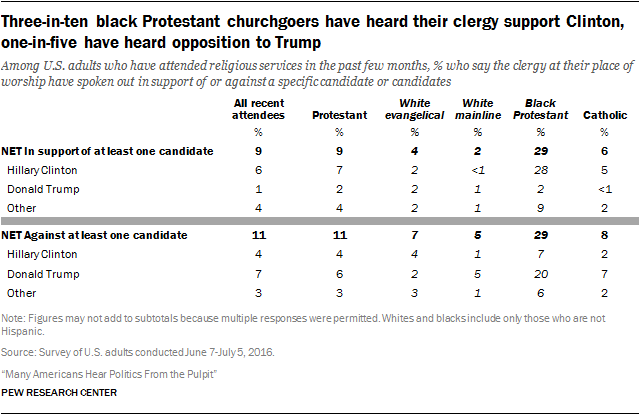 Three-in-ten black Protestant churchgoers have heard their clergy support Clinton,
one-in-five have heard opposition to Trump
Among U.S. adults who have attended religious services in the past few months, % who say the clergy at their place of
worship have spoken out in support of or against a specific candidate or candidates
All recent attendees Protestant White evangelical White mainline Black Protestant Catholic
% % % % % %
NET In support of at least one candidate 9 9 4 2 29 6
Hillary Clinton 6 7 2 <1 28 5
Donald Trump 1 2 2 1 2 <1
Other 4 4 2 1 9 2
NET Against at least one candidate 11 11 7 5 29 8
Hillary Clinton 4 4 4 1 7 2
Donald Trump 7 6 2 5 20 7
Other 3 3 3 1 6 2
Note: Figures may not add to subtotals because multiple responses were permitted. Whites and blacks include only those who are not
Hispanic.
Source: Survey of U.S. adults conducted June 7-July 5, 2016.
“Many Americans Hear Politics From the Pulpit”
PEW RESEARCH CENTER